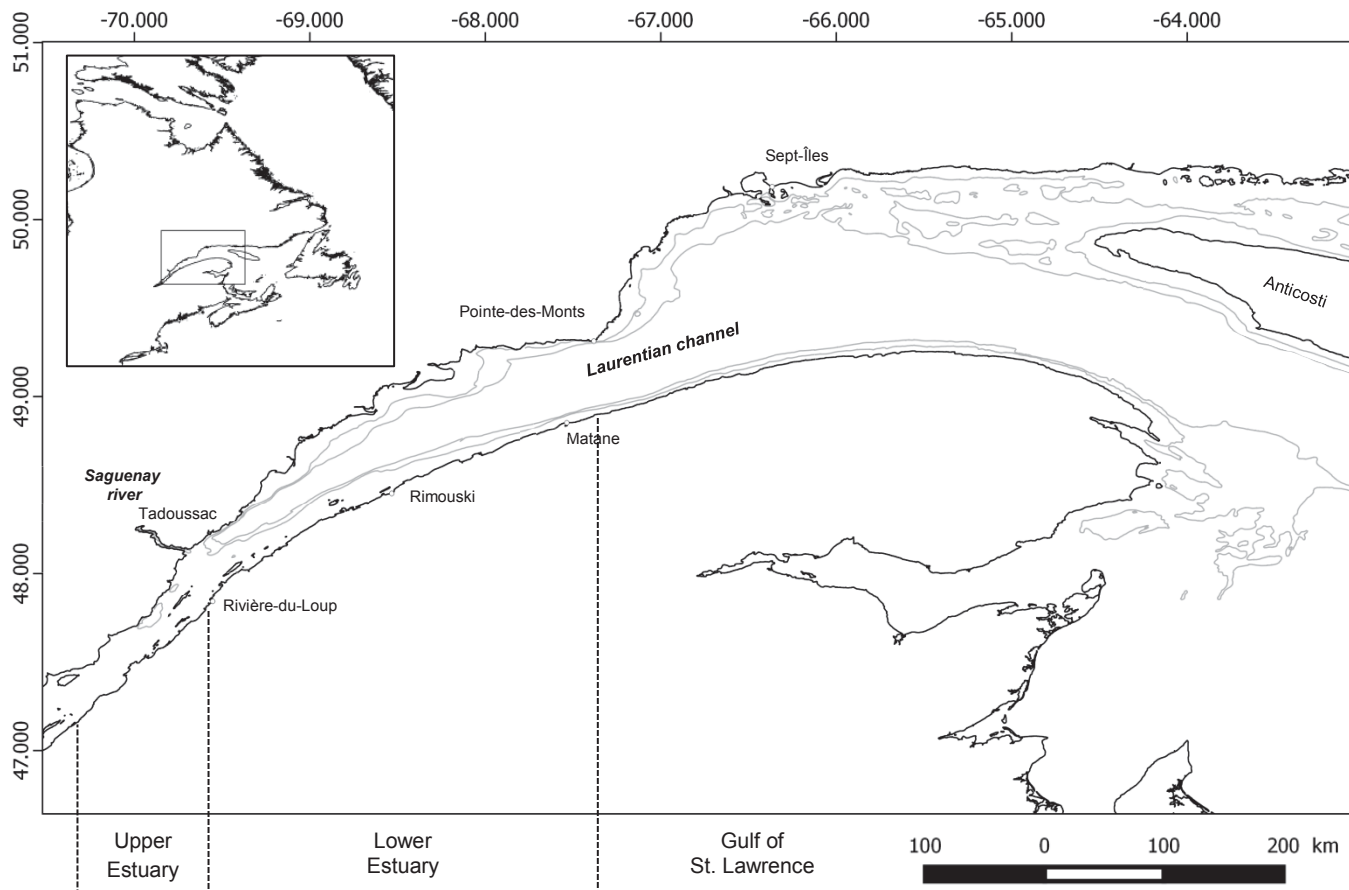 -70.000 -69.000 -68.000 -67.000 -66.000 -65.000 -64.000
51.000
50.000
49.000
48.000
47.000
Sept-Îles
Anticosti
Pointe-des-Monts
Laurentian channel
Matane
Saguenay
river
Tadoussac
Rimouski
Rivière-du-Loup
Upper
Estuary
Lower
Estuary
Gulf of
St. Lawrence
100 0 100 200 km